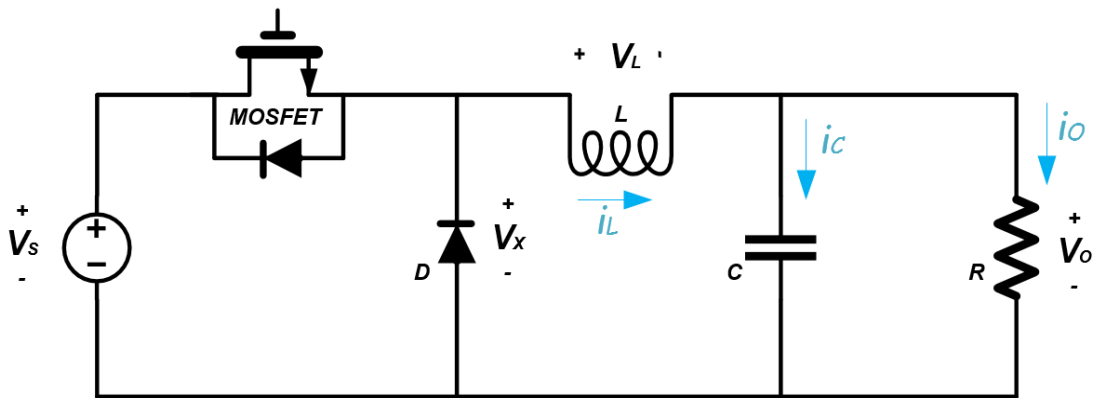 + VL '
MOSFET
L
iC
iO
iL
+
VS
-
+
-
+
VX
-
D
C
R
+
VO
-